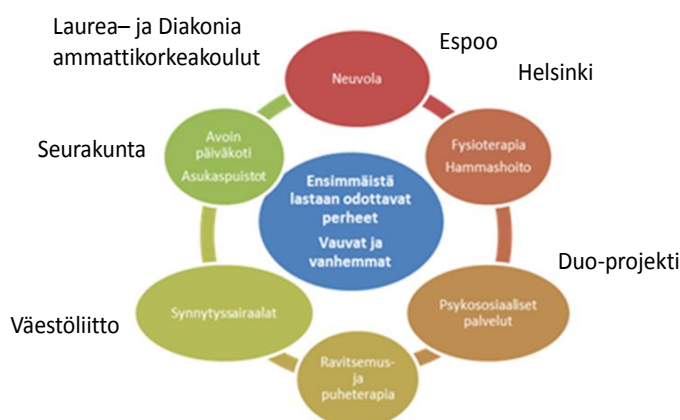 Laurea– ja Diakonia
ammattikorkeakoulut
Espoo
Helsinki
Neuvola
Avoin
päiväkoti
Asukaspuistot
Fysioterapia
Hammashoito
Seurakunta
Ensimmäistä
lastaan odottavat
perheet
Vauvat ja
vanhemmat
Duo-projekti
Synnytyssairaalat
Psykososiaaliset
palvelut
Väestöliitto
Ravitsemus-
ja
puheterapia